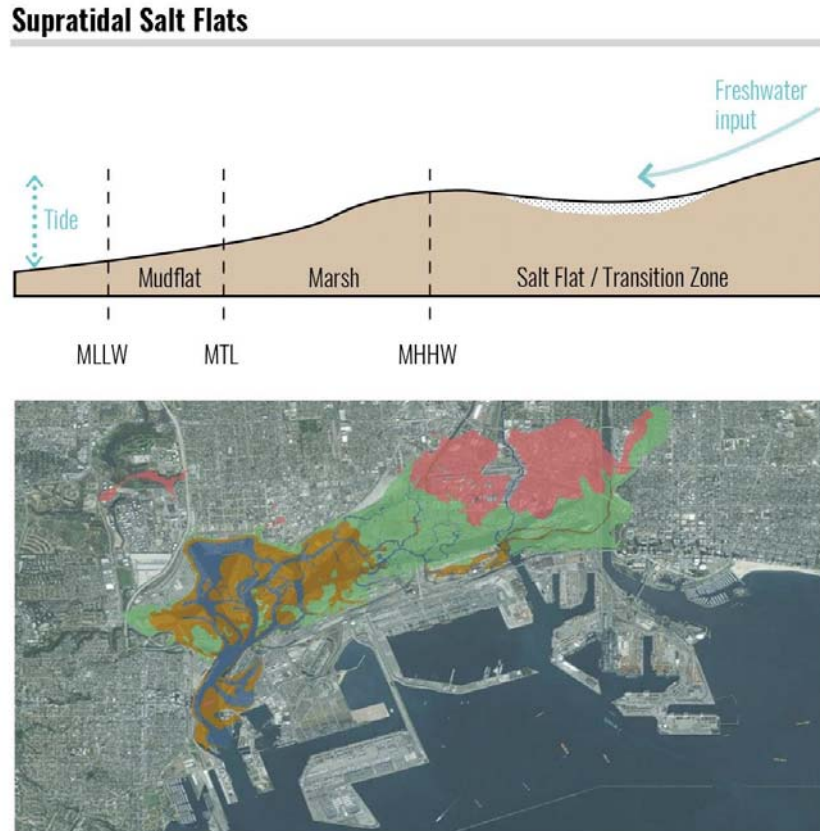 Supratidal Salt Flats
Freshwater
input
Tide
Mudflat
Marsh
Salt Flat / Transition Zone
MLLW
MTL
MHHW